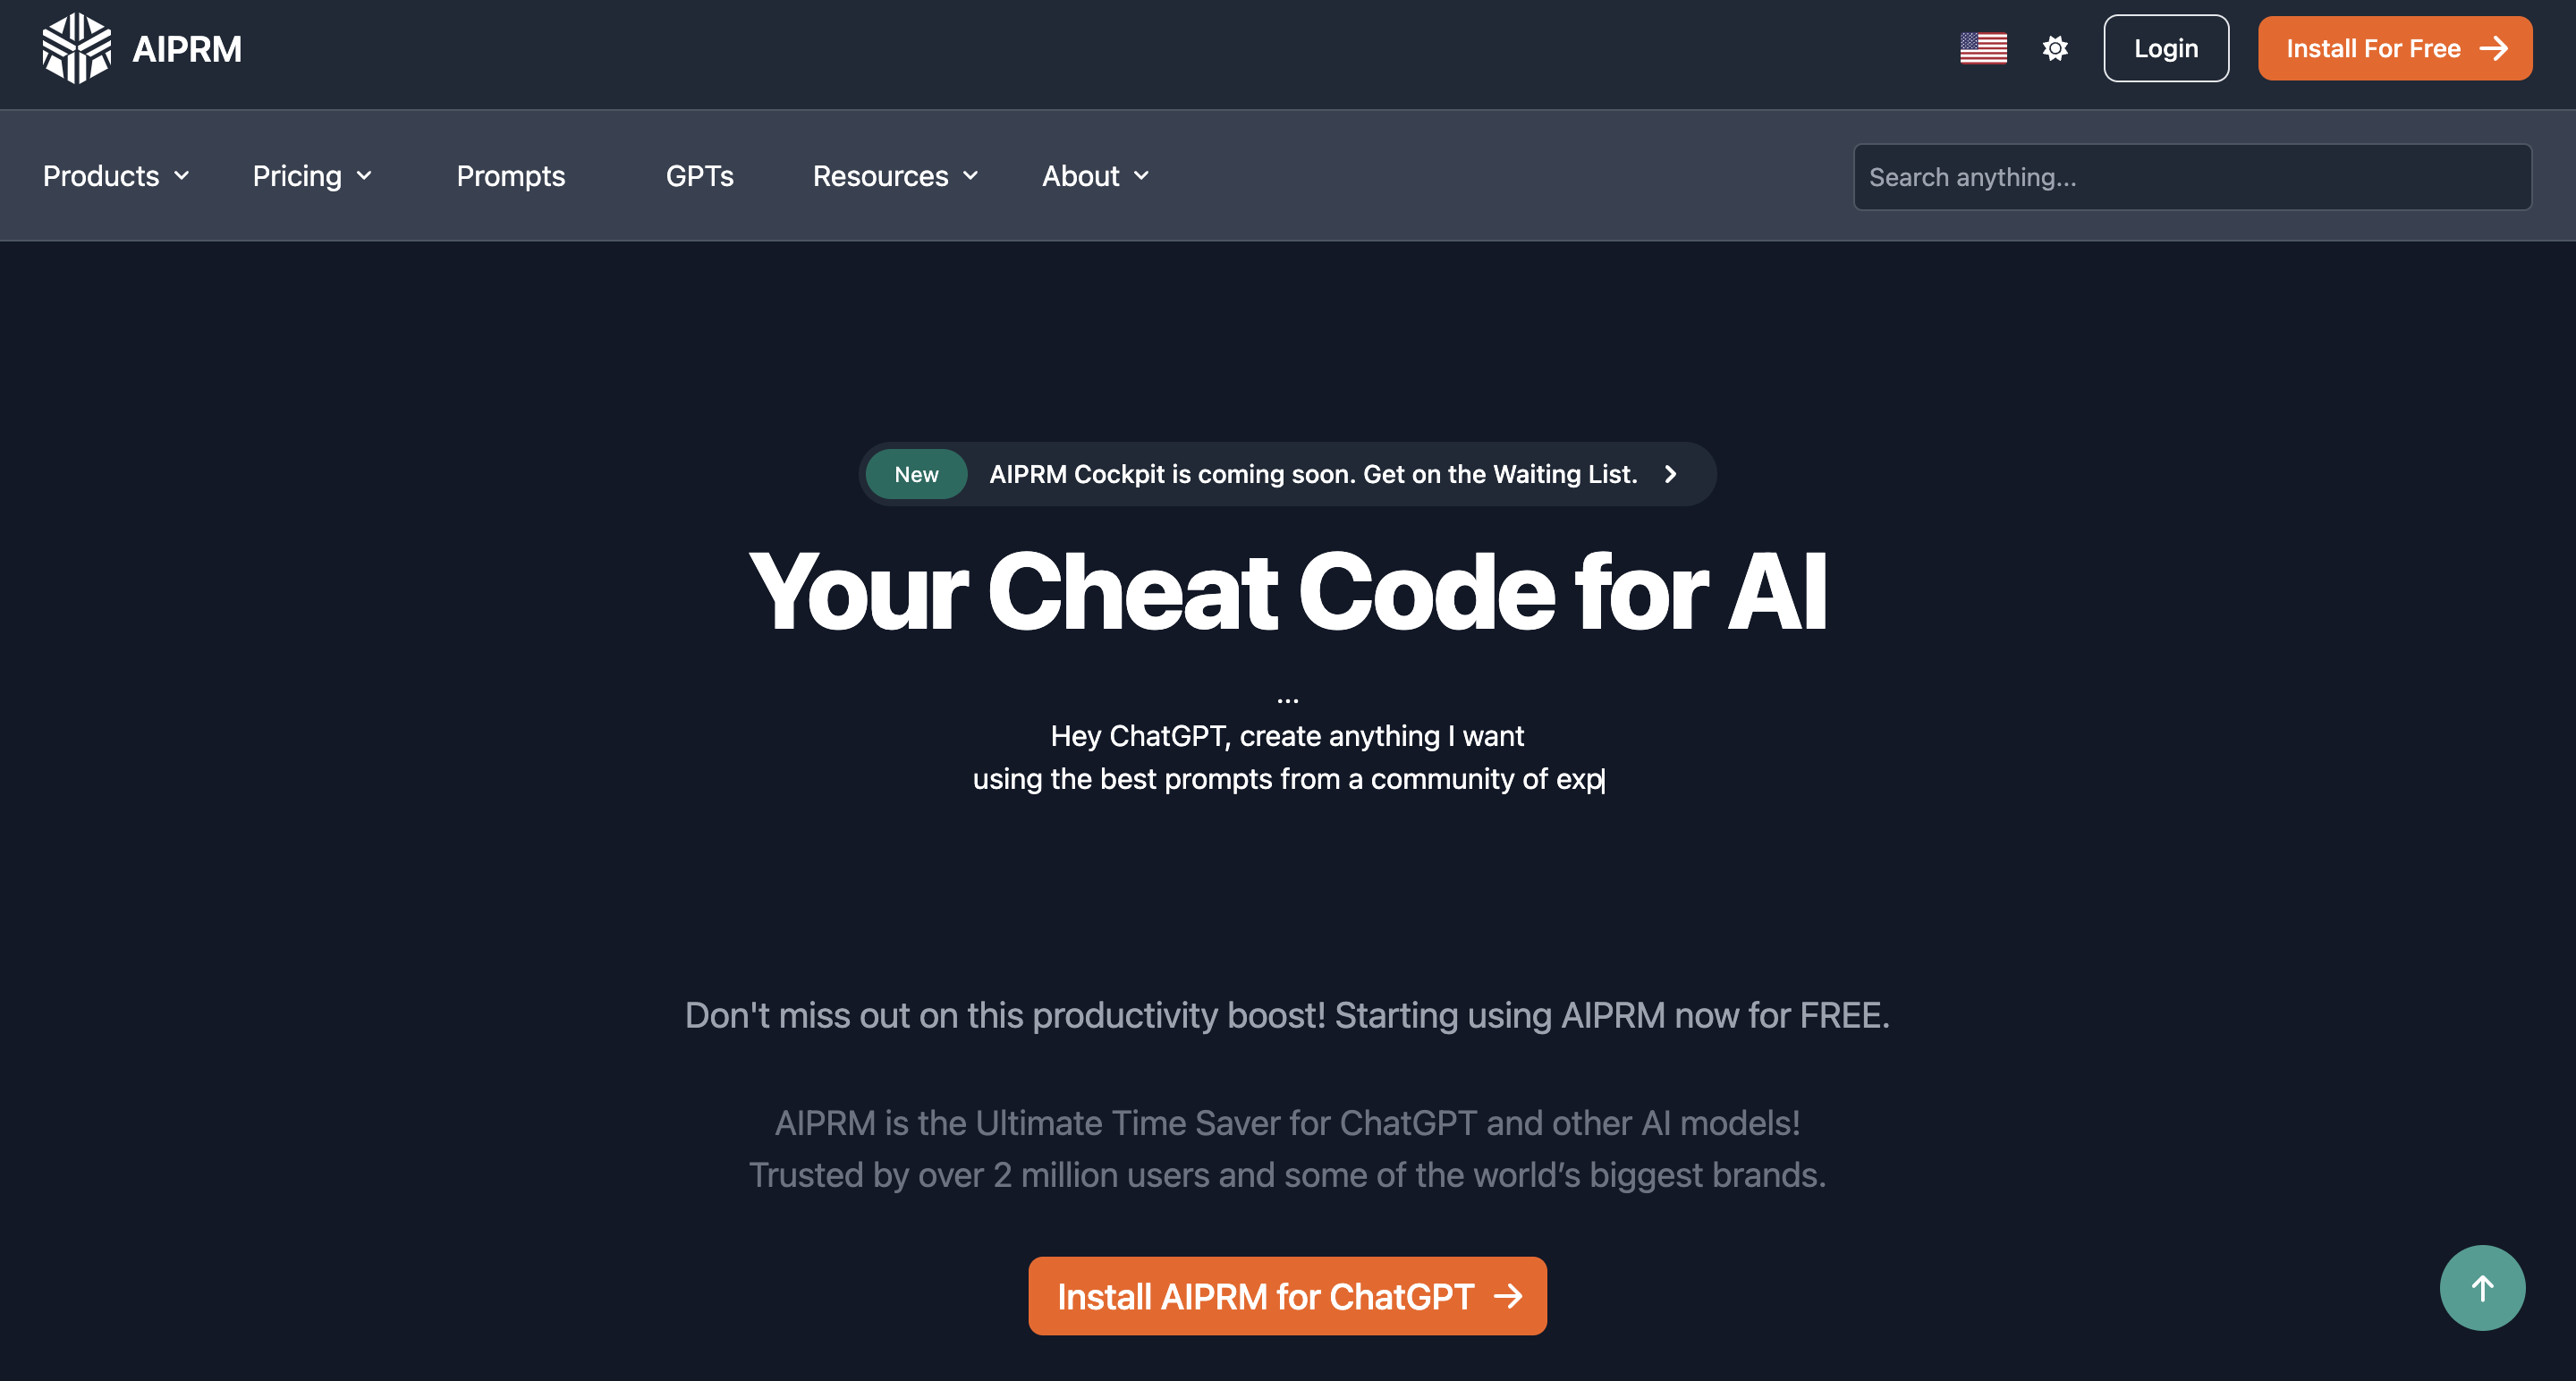 AIPRM
Login
Install For Free
Products
Pricing
Prompts
GPTs
Resources
About
Search anything...
New
AIPRM Cockpit is coming soon. Get on the Waiting List.
Your Cheat Code for AI
...
Hey ChatGPT, create anything I want
using the best prompts from a community of exp
Don't miss out on this productivity boost! Starting using AIPRM now for FREE.
AIPRM is the Ultimate Time Saver for ChatGPT and other AI models!
Trusted by over 2 million users and some of the world’s biggest brands.
Install AIPRM for ChatGPT